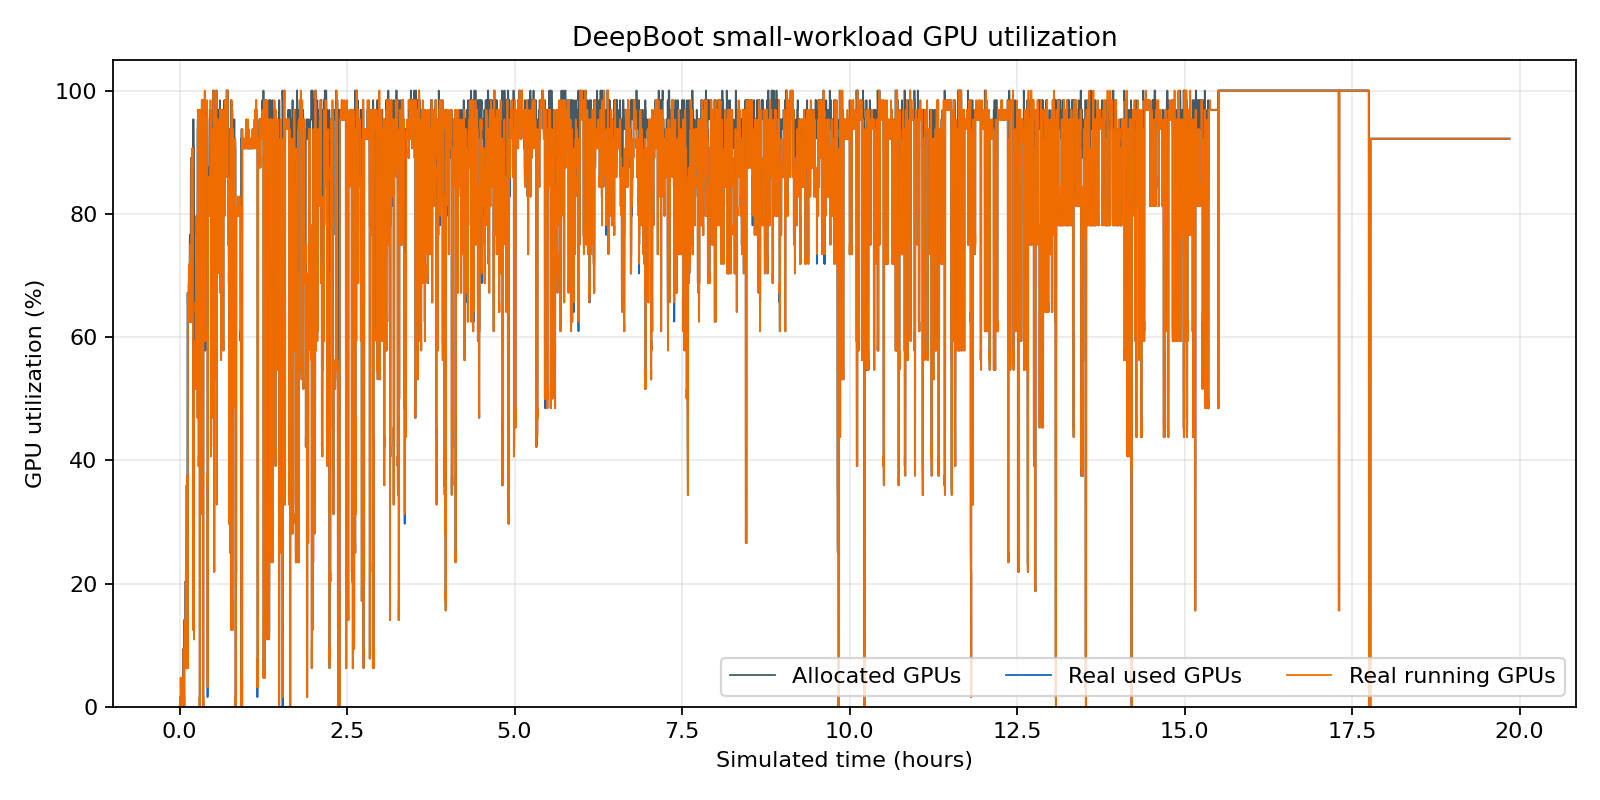 DeepBoot small-workload GPU utilization
GPU utilization (%)
100
80
60
40
20
0
Allocated GPUs Real used GPUs Real running GPUs
0.0 2.5 5.0 7.5 10.0 12.5 15.0 17.5 20.0
Simulated time (hours)